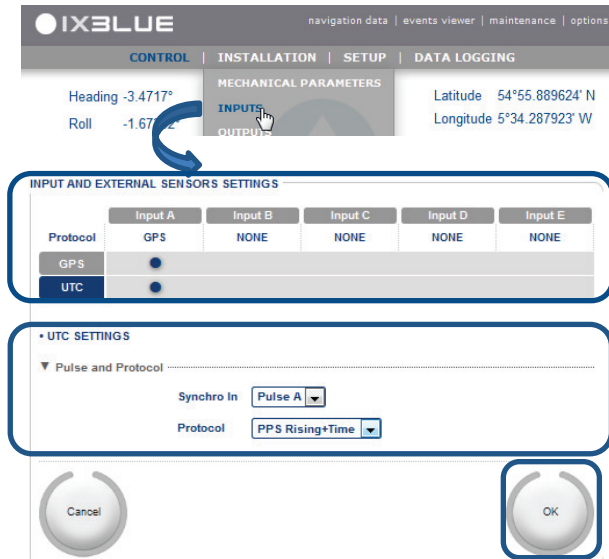 IXBLUE
navigation data | events viewer | maintenance | options
CONTROL | INSTALLATION | SETUP | DATA LOGGING
MECHANICAL PARAMETERS
INPUTS
OUTPUTS
Heading -3.4717°
Roll
Latitude 54°55.889624' N
Longitude 5°34.287923' W
INPUT AND EXTERNAL SENSORS SETTINGS
Input A Input B Input C Input D Input E
Protocol GPS NONE NONE NONE NONE
GPS
UTC
• UTC SETTINGS
▼ Pulse and Protocol
Synchro In Pulse A
Protocol PPS Rising+Time
Cancel OK